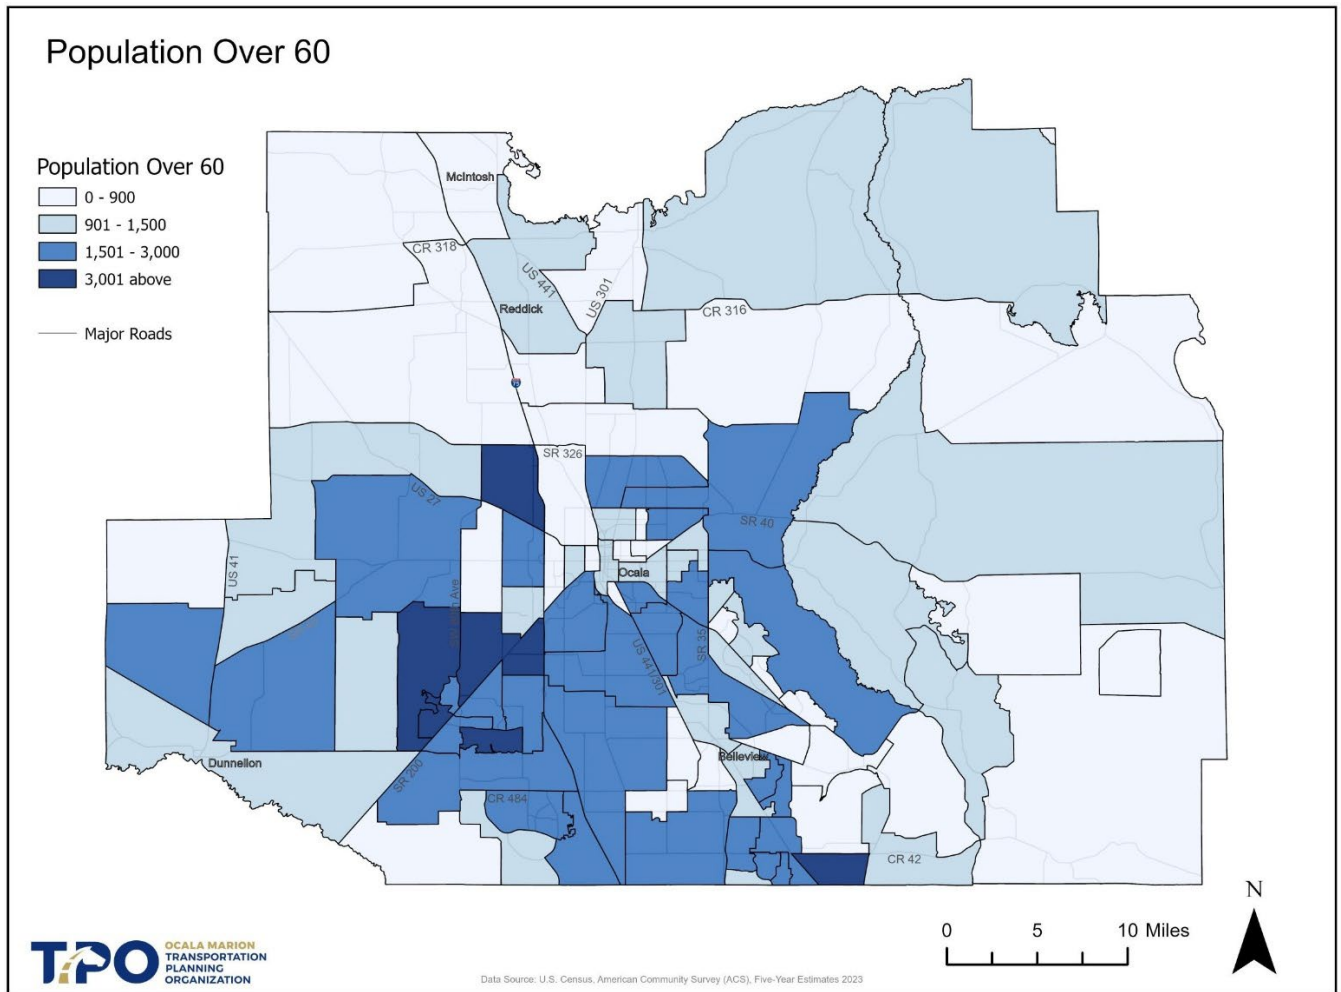 Population Over 60
Population Over 60
0 - 900
901 - 1,500
1,501 - 3,000
3,001 above
Major Roads
McIntosh
CR 318
US 441
US 301
Reddick
CR 316
75
SR 326
US 27
SR 40
US 41
Ocala
SR 35
US 441/301
Dunnellon
Belleview
SR 200
CR 484
CR 42
N
0 5 10 Miles
TPO
OCALA MARION
TRANSPORTATION
PLANNING
ORGANIZATION
Data Source: U.S. Census, American Community Survey (ACS), Five-Year Estimates 2023